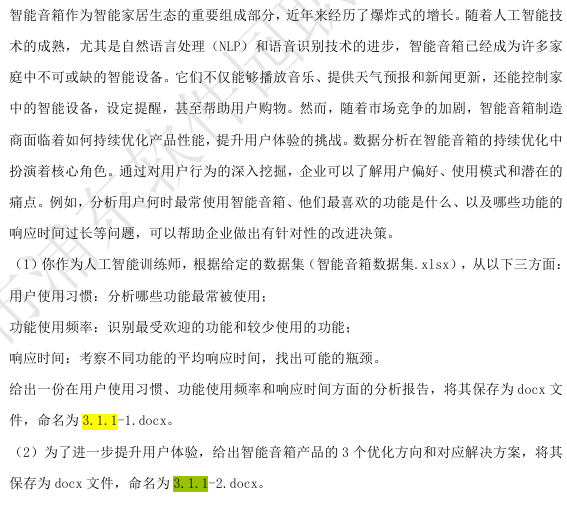 智能音箱作为智能家居生态的重要组成部分，近年来经历了爆炸式的增长。随着人工智能技
术的成熟，尤其是自然语言处理（NLP）和语音识别技术的进步，智能音箱已经成为许多家
庭中不可或缺的智能设备。它们不仅能够播放音乐、提供天气预报和新闻更新，还能控制家
中的智能设备，设定提醒，甚至帮助用户购物。然而，随着市场竞争的加剧，智能音箱制造
商面临着如何持续优化产品性能，提升用户体验的挑战。数据分析在智能音箱的持续优化中
扮演着核心角色。通过对用户行为的深入挖掘，企业可以了解用户偏好、使用模式和潜在的
痛点。例如，分析用户何时最常使用智能音箱、他们最喜欢的功能是什么、以及哪些功能的
响应时间过长等问题，可以帮助企业做出有针对性的改进决策。
（1）你作为人工智能训练师，根据给定的数据集（智能音箱数据集.xlsx），从以下三方面：
用户使用习惯：分析哪些功能最常被使用；
功能使用频率：识别最受欢迎的功能和较少使用的功能；
响应时间：考察不同功能的平均响应时间，找出可能的瓶颈。
给出一份在用户使用习惯、功能使用频率和响应时间方面的分析报告，将其保存为 docx 文
件，命名为 3.1.1-1.docx。
（2）为了进一步提升用户体验，给出智能音箱产品的 3 个优化方向和对应解决方案，将其
保存为 docx 文件，命名为 3.1.1-2.docx。
市浦东软件园职